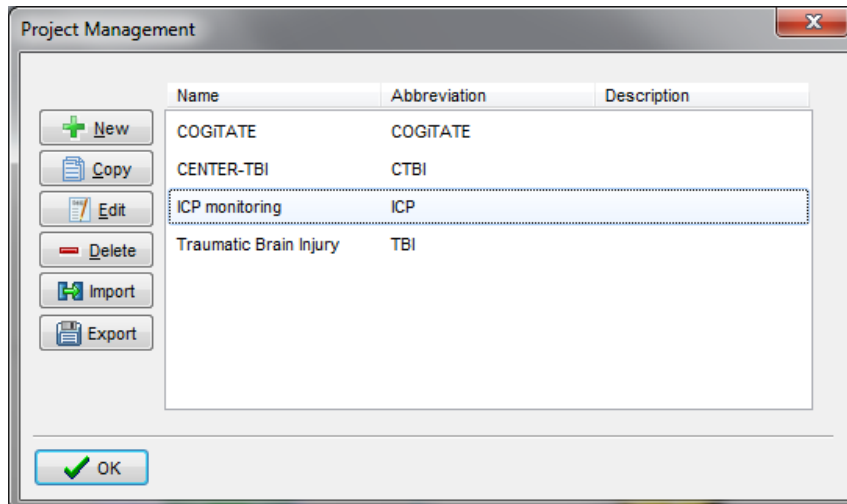 Project Management
Name Abbreviation Description
New
COGiTATE COGiTATE
Copy
CENTER-TBI CTBI
Edit
ICP monitoring ICP
Delete
Traumatic Brain Injury TBI
Import
Export
OK